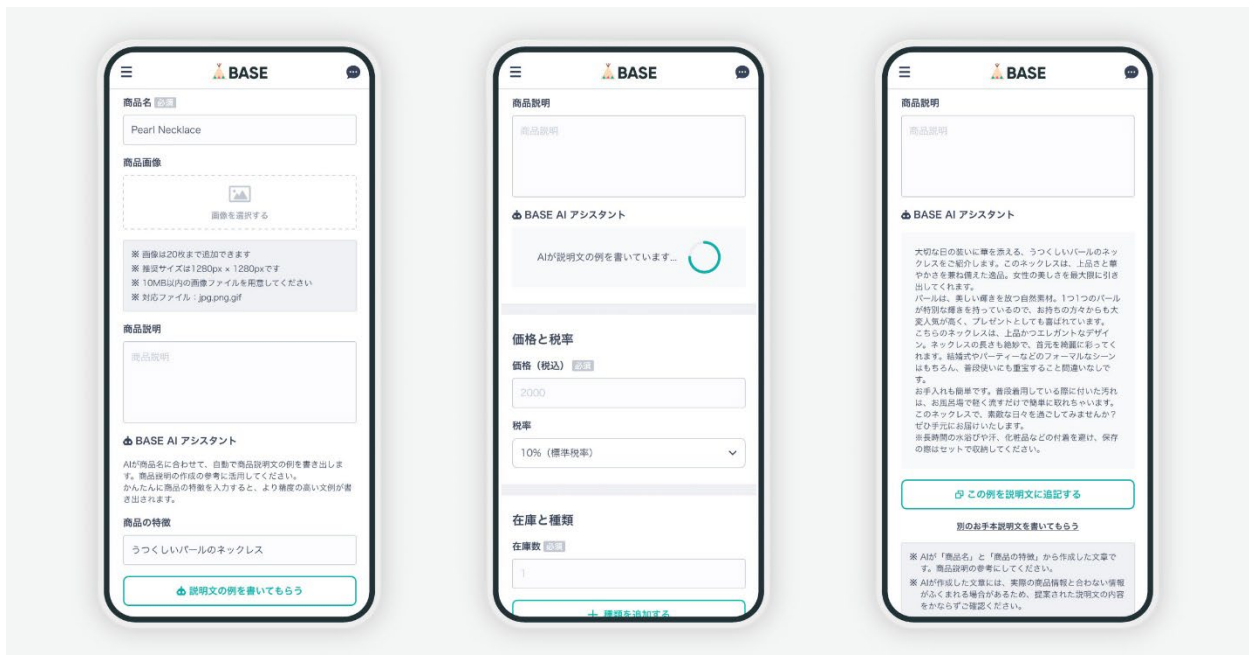 BASE
商品名 必須
Pearl Necklace
商品画像
画像を選択する
※ 画像は20枚まで追加できます
※ 推奨サイズは1280px × 1280pxです
※ 10MB以内の画像ファイルを用意してください
※ 対応ファイル：jpg,png,gif
商品説明
商品説明
BASE AI アシスタント
AIが商品名に合わせて、自動で商品説明文の例を書き出しま
す。商品説明の作成の参考に活用してください。
かんたんに商品の特徴を入力すると、より精度の高い文例が書
き出されます。
商品の特徴
うつくしいパールのネックレス
説明文の例を書いてもらう
BASE
商品説明
商品説明
BASE AI アシスタント
AIが説明文の例を書いています...
価格と税率
価格（税込） 必須
2000
税率
10%（標準税率）
在庫と種類
在庫数 必須
1
＋ 種類を追加する
BASE
商品説明
商品説明
BASE AI アシスタント
大切な日の装いに華を添える、うつくしいパールのネッ
クレスをご紹介します。このネックレスは、上品さと華
やかさを兼ね備えた逸品。女性の美しさを最大限に引き
出してくれます。
パールは、美しい輝きを放つ自然素材。1つ1つのパール
が特別な輝きを持っているので、お持ちの方々からも大
変人気が高く、プレゼントとしても喜ばれています。
こちらのネックレスは、上品かつエレガントなデザイ
ン。ネックレスの長さも絶妙で、首元を綺麗に彩ってく
れます。結婚式やパーティーなどのフォーマルなシーン
はもちろん、普段使いにも重宝すること間違いなしで
す。
お手入れも簡単です。普段着用している際に付いた汚れ
は、お風呂場で軽く流すだけで簡単に取れちゃいます。
このネックレスで、素敵な日々を過ごしてみませんか？
ぜひ手元にお届けいたします。
※長時間の水浴びや汗、化粧品などの付着を避け、保存
の際はセットで収納してください。
この例を説明文に追記する
別のお手本説明文を書いてもらう
※ AIが「商品名」と「商品の特徴」から作成した文章で
す。商品説明の参考にしてください。
※ AIが作成した文章には、実際の商品情報と合わない情報
がふくまれる場合があるため、提案された説明文の内容
をかならずご確認ください。